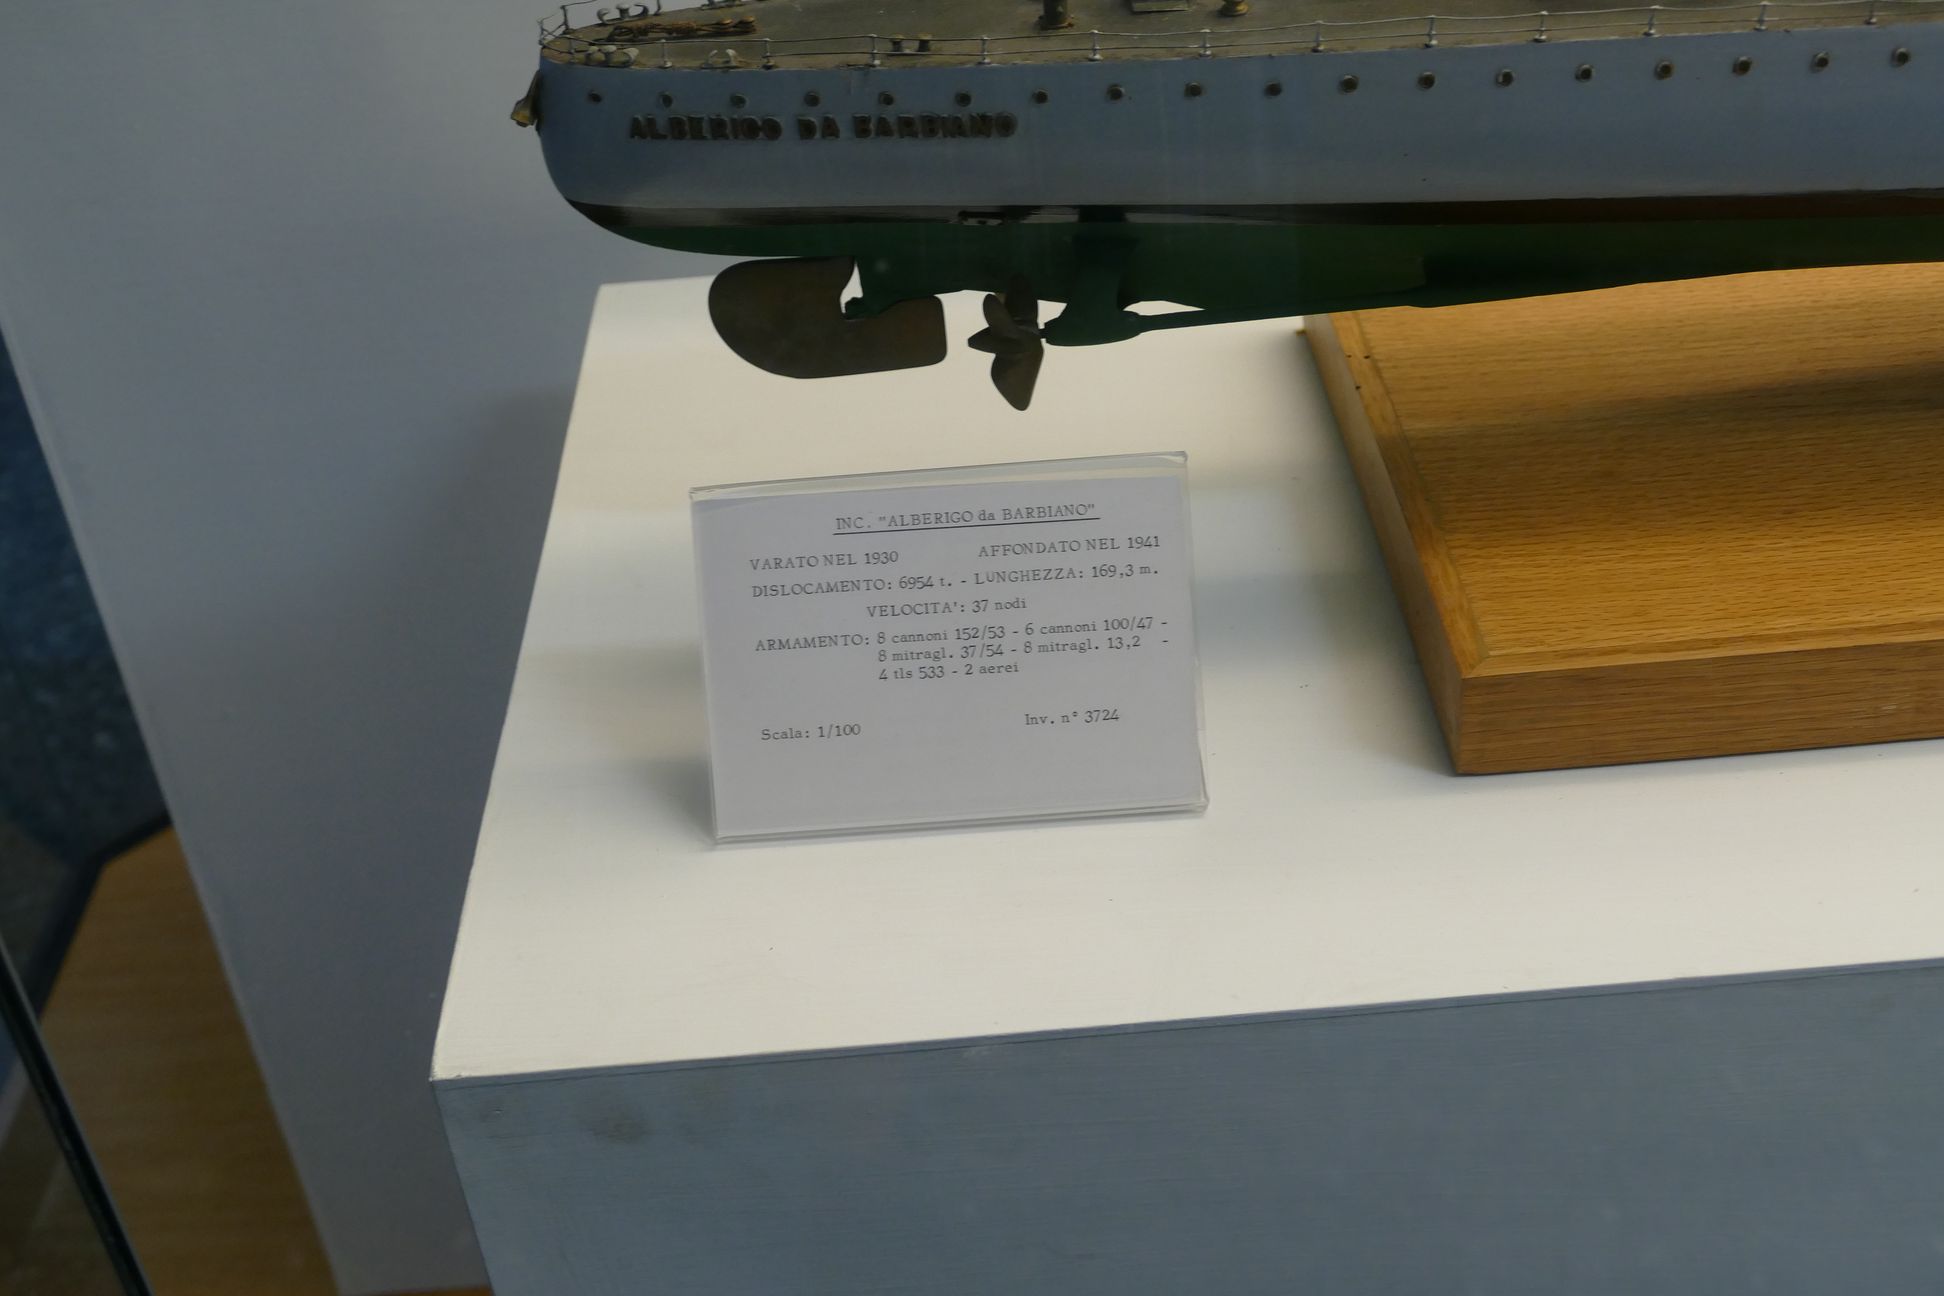 ALBERIGO DA BARBIANO
INC. "ALBERIGO da BARBIANO"
VARATO NEL 1930 AFFONDATO NEL 1941
DISLOCAMENTO: 6954 t. - LUNGHEZZA: 169,3 m.
VELOCITA': 37 nodi
ARMAMENTO: 8 cannoni 152/53 - 6 cannoni 100/47 -
8 mitragl. 37/54 - 8 mitragl. 13,2 -
4 tls 533 - 2 aerei
Scala: 1/100 Inv. n° 3724